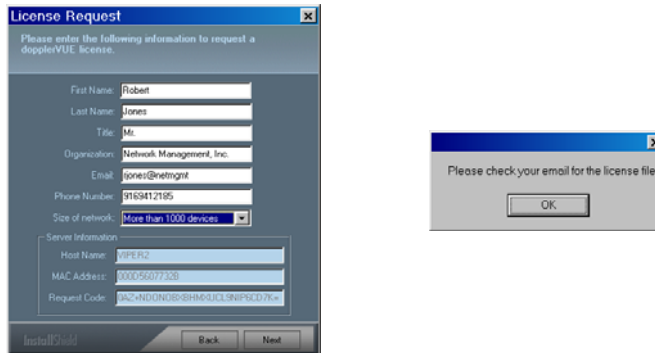 License Request
Please enter the following information to request a
dopplerVUE license.
First Name: Robert
Last Name: Jones
Title: Mr.
Organization: Network Management, Inc.
Email: rjones@netmgmt
Phone Number: 9169412185
Size of network: More than 1000 devices
Server Information
Host Name: VIPER2
MAC Address: 000D5607732B
Request Code:
InstallShield
Back
Next
Please check your email for the license file
OK